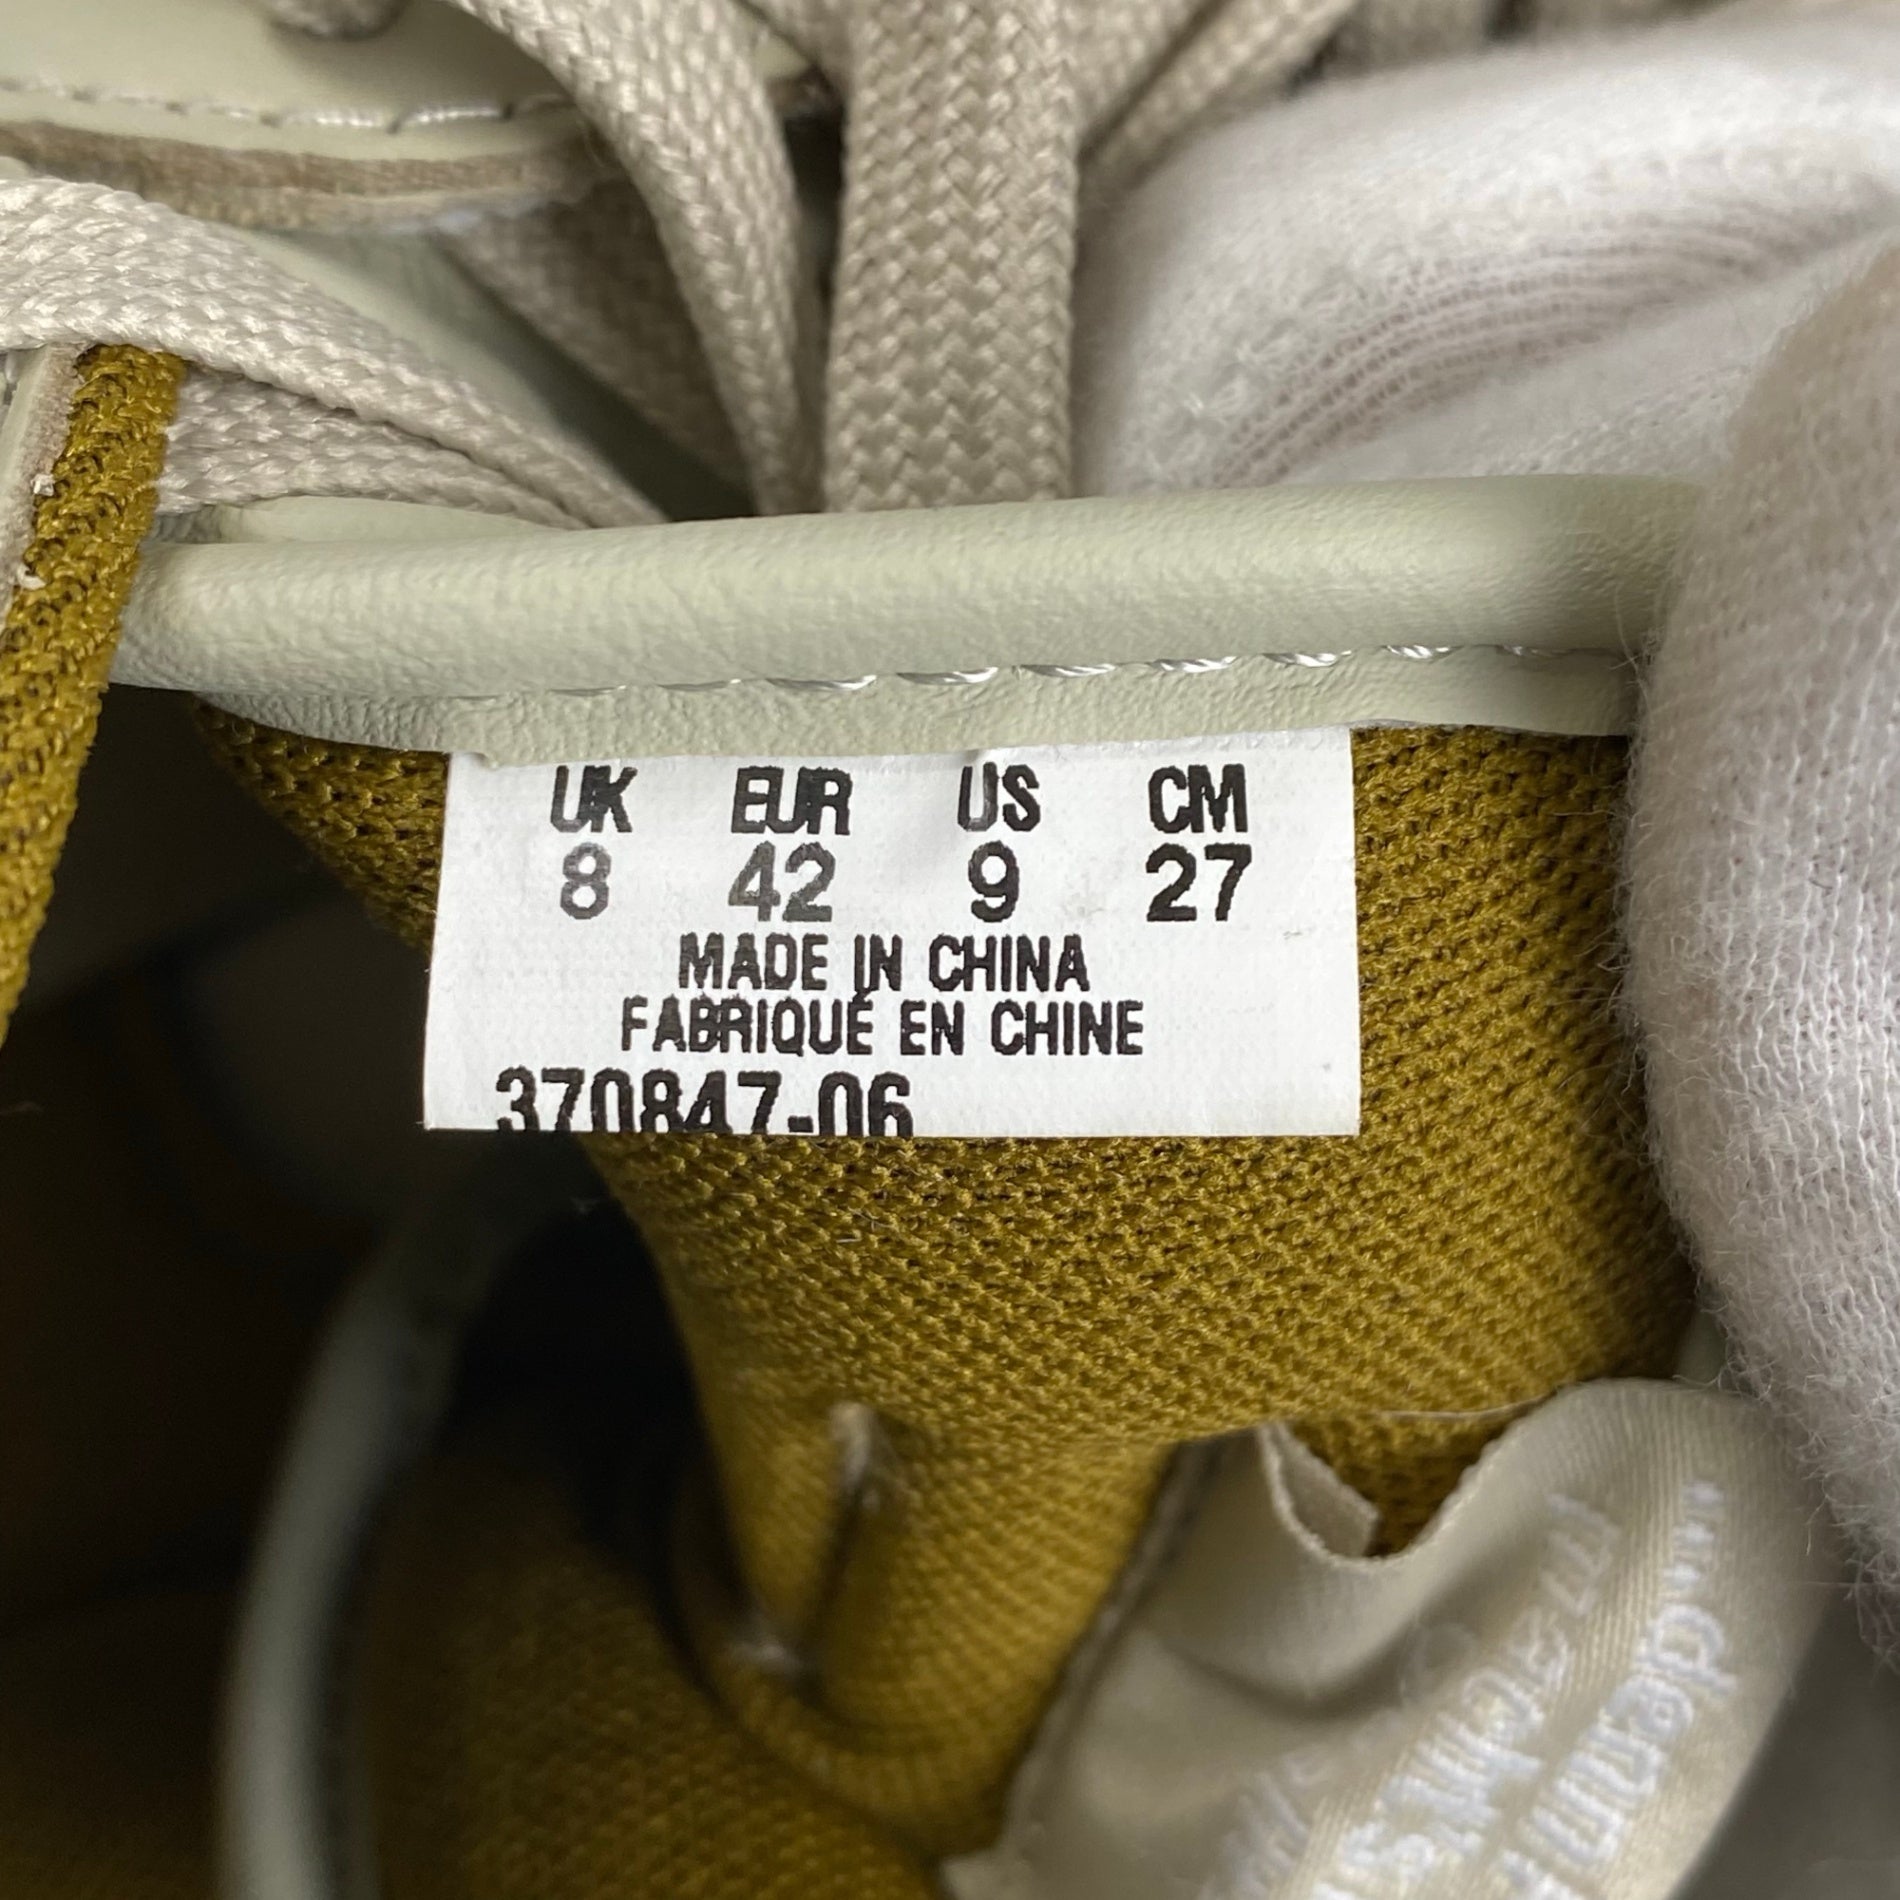 UK EUR US CM
8 42 9 27
MADE IN CHINA
FABRIQUÉ EN CHINE
370847-06